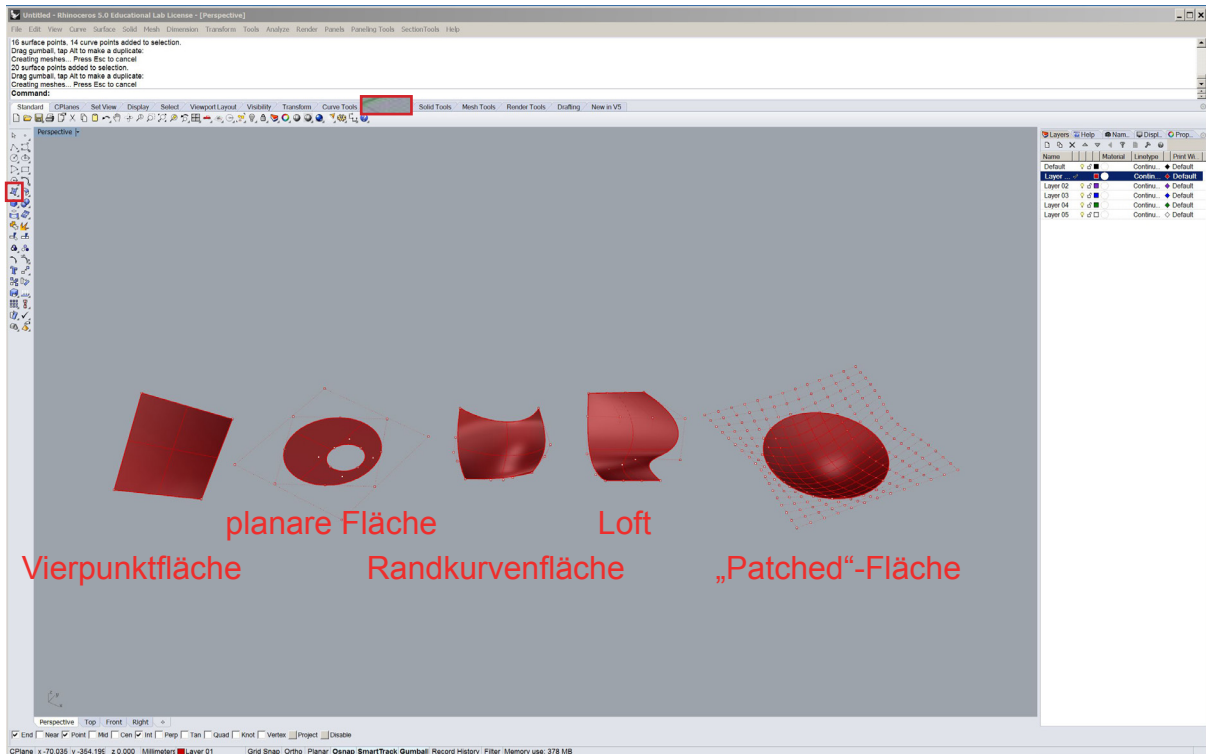 Untitled - Rhinoceros 5.0 Educational Lab License - [Perspective]
File Edit View Curve Surface Solid Mesh Dimension Transform Tools Analyze Render Panels Paneling Tools SectionTools Help
16 surface points, 14 curve points added to selection.
Drag gumball, tap Alt to make a duplicate:
Creating meshes... Press Esc to cancel
20 surface points added to selection.
Drag gumball, tap Alt to make a duplicate:
Creating meshes... Press Esc to cancel
Command:
Standard CPlanes Set View Display Select Viewport Layout Visibility Transform Curve Tools Solid Tools Mesh Tools Render Tools Drafting New in V5
Perspective
Layers Help Nam... Displ... Prop...
Name Material Linetype Print Wi...
Default Continu... Default
Layer ... Contin... Default
Layer 02 Continu... Default
Layer 03 Continu... Default
Layer 04 Continu... Default
Layer 05 Continu... Default
planare Fläche Loft
Vierpunktfläche Randkurvenfläche „Patched“-Fläche
Perspective Top Front Right
End Near Point Mid Cen Int Perp Tan Quad Knot Vertex Project Disable
CPlane x -70.035 y -354.195 z 0.000 Millimeters Layer 01 Grid Snap Ortho Planar Osnap SmartTrack Gumball Record History Filter Memory use: 378 MB